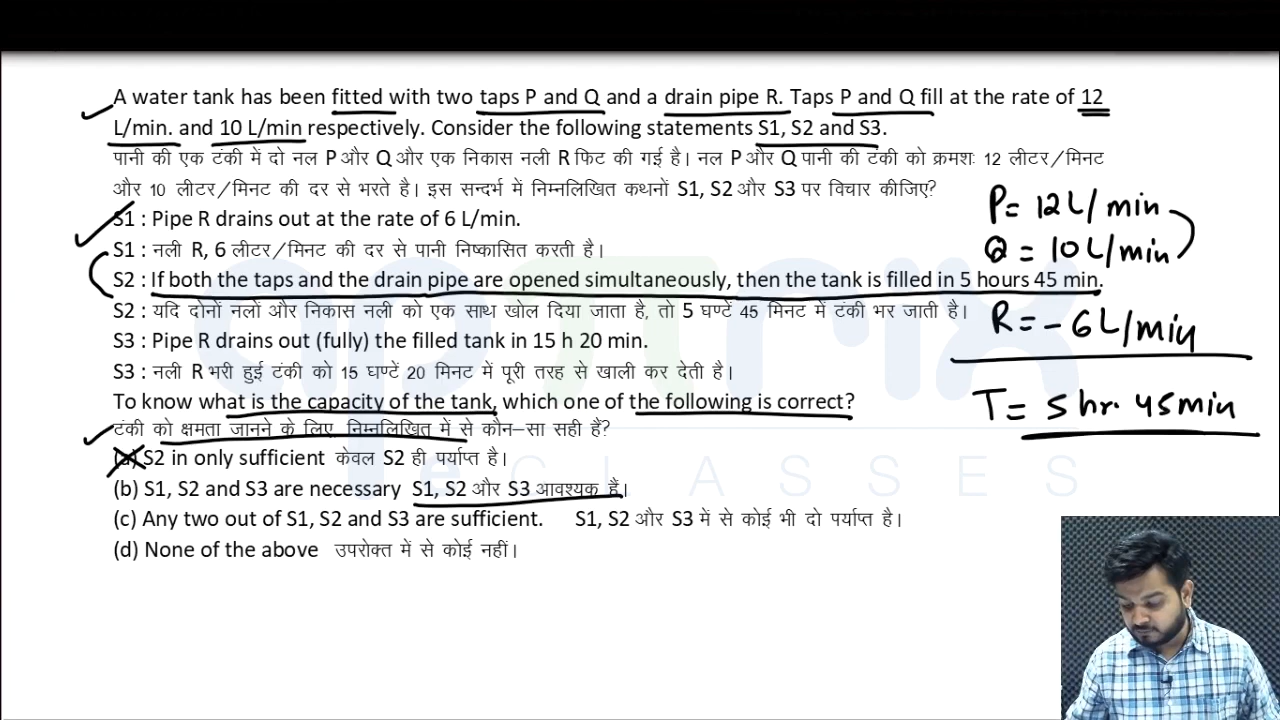 A water tank has been fitted with two taps P and Q and a drain pipe R. Taps P and Q fill at the rate of 12
L/min. and 10 L/min respectively. Consider the following statements S1, S2 and S3.
पानी की एक टंकी में दो नल P और Q और एक निकास नली R फिट की गई है। नल P और Q पानी की टंकी को क्रमशः 12 लीटर/मिनट
और 10 लीटर/मिनट की दर से भरते है। इस सन्दर्भ में निम्नलिखित कथनों S1, S2 और S3 पर विचार कीजिए?
S1 : Pipe R drains out at the rate of 6 L/min.
S1 : नली R, 6 लीटर/मिनट की दर से पानी निष्कासित करती है।
S2 : If both the taps and the drain pipe are opened simultaneously, then the tank is filled in 5 hours 45 min.
S2 : यदि दोनों नलों और निकास नली को एक साथ खोल दिया जाता है, तो 5 घण्टें 45 मिनट में टंकी भर जाती है।
S3 : Pipe R drains out (fully) the filled tank in 15 h 20 min.
S3 : नली R भरी हुई टंकी को 15 घण्टें 20 मिनट में पूरी तरह से खाली कर देती है।
To know what is the capacity of the tank, which one of the following is correct?
टंकी को क्षमता जानने के लिए, निम्नलिखित में से कौन-सा सही हैं?
(a) S2 in only sufficient केवल S2 ही पर्याप्त है।
(b) S1, S2 and S3 are necessary S1, S2 और S3 आवश्यक हैं।
(c) Any two out of S1, S2 and S3 are sufficient. S1, S2 और S3 में से कोई भी दो पर्याप्त है।
(d) None of the above उपरोक्त में से कोई नहीं।
P = 12 L/min
Q = 10 L/min
R = - 6 L/min
T = 5 hr. 45 min
CLASSES